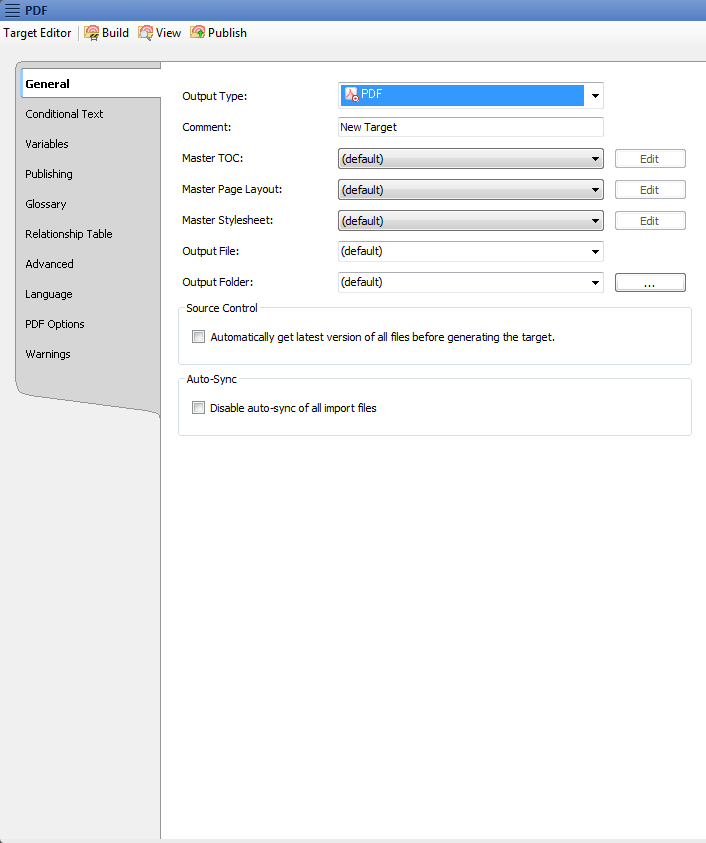 PDF
Target Editor Build View Publish
General
Conditional Text
Variables
Publishing
Glossary
Relationship Table
Advanced
Language
PDF Options
Warnings
Output Type: PDF
Comment: New Target
Master TOC: (default) Edit
Master Page Layout: (default) Edit
Master Stylesheet: (default) Edit
Output File: (default)
Output Folder: (default) ...
Source Control
Automatically get latest version of all files before generating the target.
Auto-Sync
Disable auto-sync of all import files